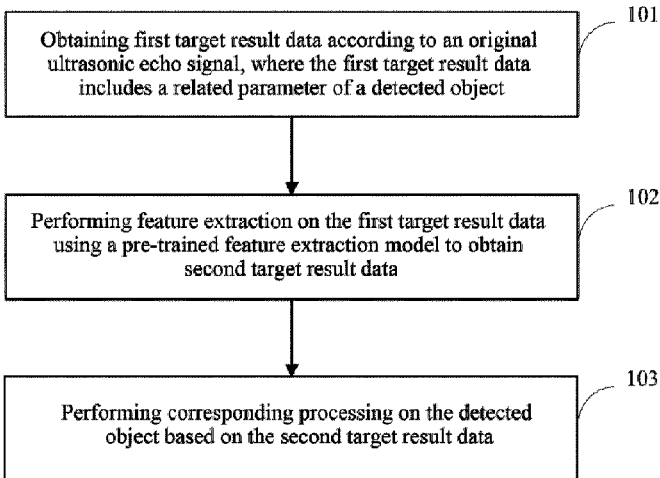 101
Obtaining first target result data according to an original
ultrasonic echo signal, where the first target result data
includes a related parameter of a detected object
102
Performing feature extraction on the first target result data
using a pre-trained feature extraction model to obtain
second target result data
103
Performing corresponding processing on the detected
object based on the second target result data